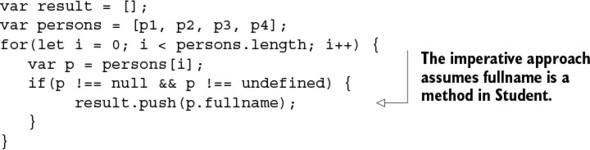 var result = [];
var persons = [p1, p2, p3, p4];
for(let i = 0; i < persons.length; i++) {
   var p = persons[i];
   if(p !== null && p !== undefined) {
       result.push(p.fullname);
   }
}
The imperative approach
assumes fullname is a
method in Student.